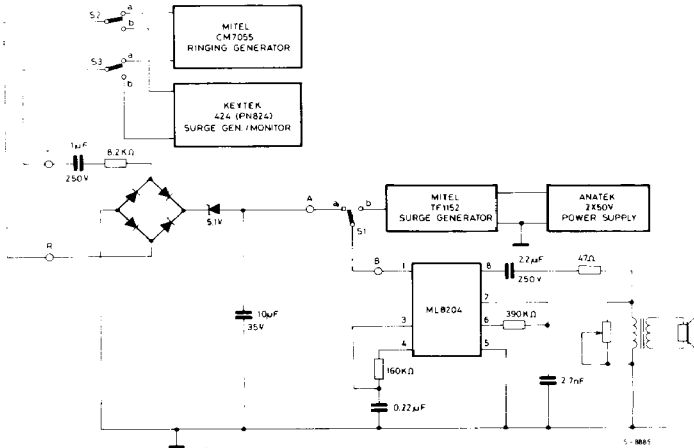 S2
a
b
MITEL
CM7055
RINGING GENERATOR
S3
a
b
KEYTEK
424 (PN824)
SURGE GEN./MONITOR
1µF
250V
8.2KΩ
R
5.1V
A
a
b
S1
MITEL
TF1152
SURGE GENERATOR
ANATEK
2X50V
POWER SUPPLY
10µF
35V
B
1
8
2.2µF
250V
47Ω
ML8204
7
3
6
390KΩ
4
5
160KΩ
0.22µF
2.7nF
S-8885